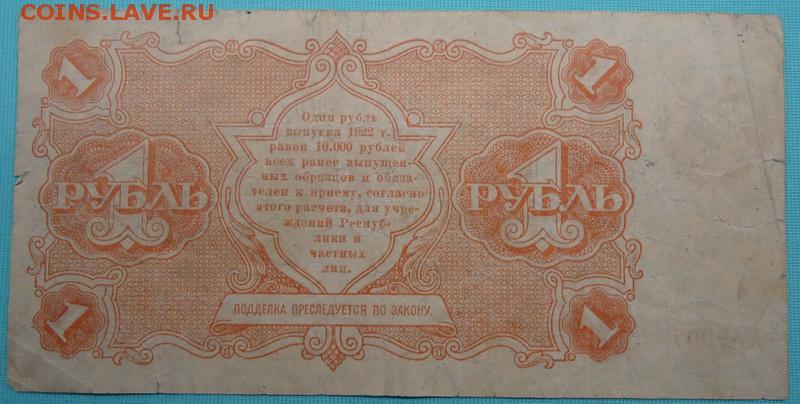 COINS.LAVE.RU
1
1
Один рубль
выпуска 1922 г.
равен 10.000 рублей
всех ранее выпущен-
ных образцов и обяза-
телен к приему, согласно
этого расчета, для учре-
ждений Респуб-
лики и
частных
лиц.
1
РУБЛЬ
1
РУБЛЬ
ПОДДЕЛКА ПРЕСЛЕДУЕТСЯ ПО ЗАКОНУ.
1
1